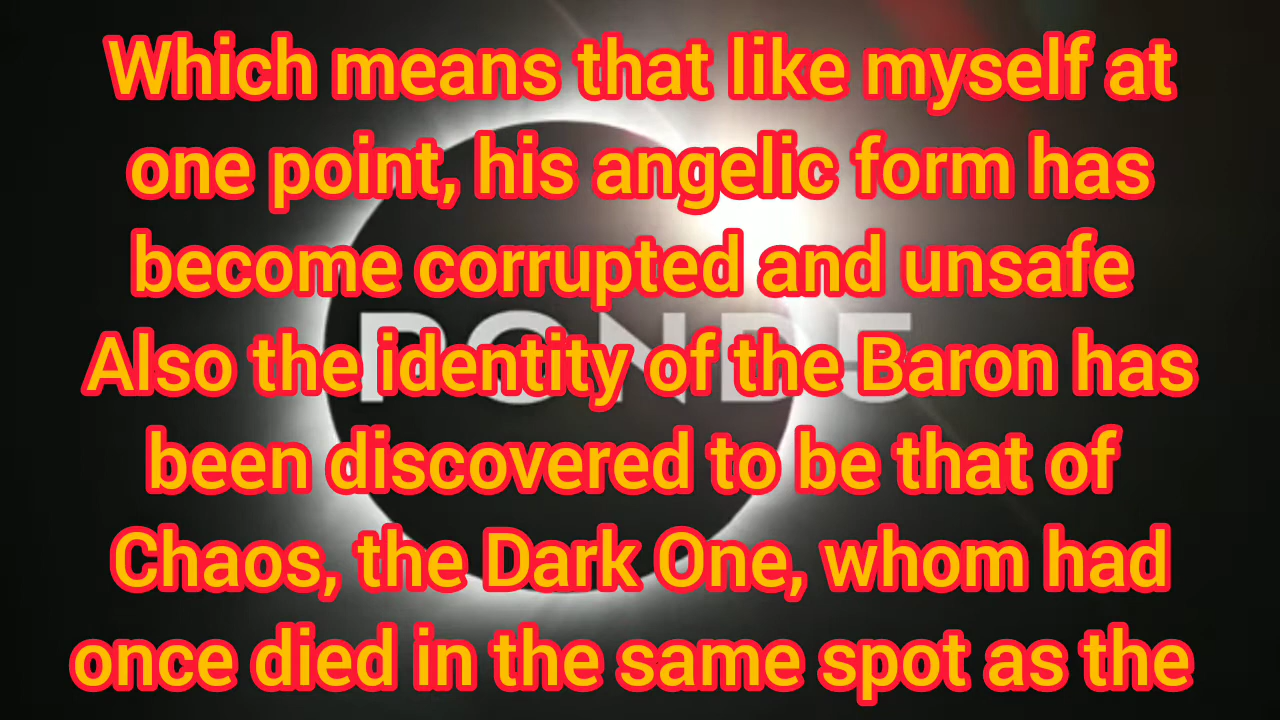 Which means that like myself at
one point, his angelic form has
become corrupted and unsafe
Also the identity of the Baron has
been discovered to be that of
Chaos, the Dark One, whom had
once died in the same spot as the